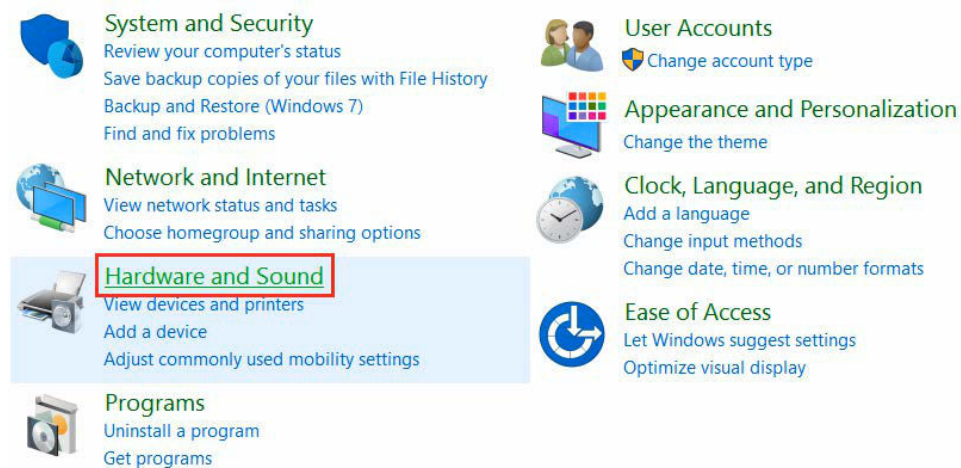 System and Security
Review your computer's status
Save backup copies of your files with File History
Backup and Restore (Windows 7)
Find and fix problems
Network and Internet
View network status and tasks
Choose homegroup and sharing options
Hardware and Sound
View devices and printers
Add a device
Adjust commonly used mobility settings
Programs
Uninstall a program
Get programs
User Accounts
Change account type
Appearance and Personalization
Change the theme
Clock, Language, and Region
Add a language
Change input methods
Change date, time, or number formats
Ease of Access
Let Windows suggest settings
Optimize visual display